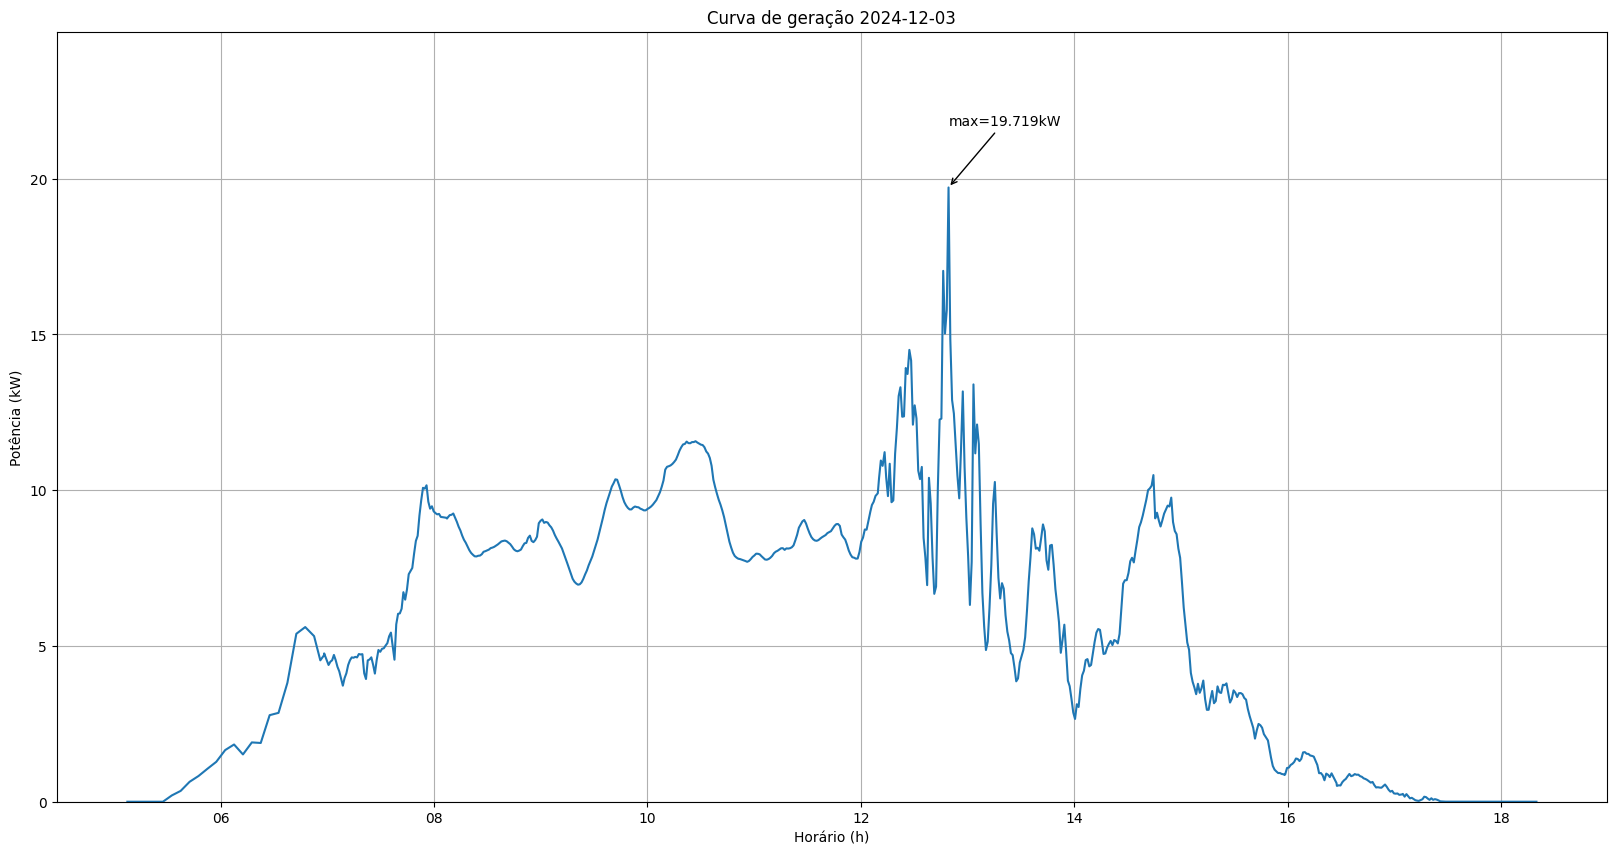 Curva de geração 2024-12-03
max=19.719kW
20
15
10
5
0
Potência (kW)
06 08 10 12 14 16 18
Horário (h)